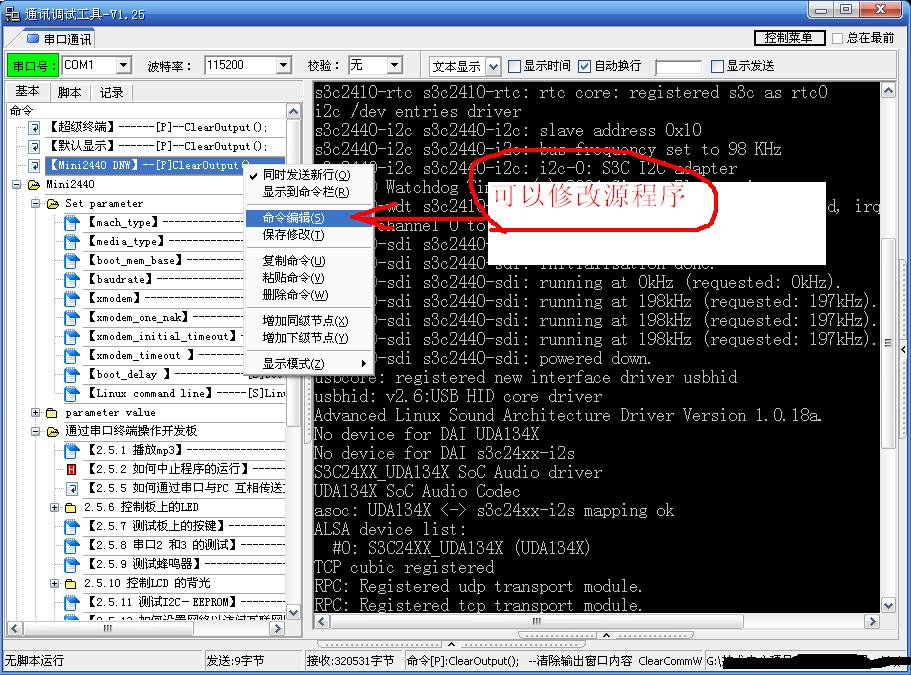 通讯调试工具-V1.25
串口通讯
控制菜单
总在最前
串口号: COM1 波特率: 115200 校验: 无 文本显示 显示时间 自动换行 显示发送
基本 脚本 记录
命令
【超级终端】------[P]--ClearOutput();
【默认显示】------[P]--ClearOutput();
【Mini2440 DNW】--[P]ClearOutput()
Mini2440
Set parameter
【mach_type】
【media_type】
【boot_mem_base】
【baudrate】
【xmodem】
【xmodem_one_nak】
【xmodem_initial_timeout】
【xmodem_timeout 】
【boot_delay 】
【Linux command line】-----[S]Linu
parameter value
通过串口终端操作开发板
【2.5.1 播放mp3】
【2.5.2 如何中止程序的运行】
【2.5.5 如何通过串口与PC 互相传送
2.5.6 控制板上的LED
【2.5.7 测试板上的按键】
【2.5.8 串口2 和3 的测试】
【2.5.9 测试蜂鸣器】
2.5.10 控制LCD 的背光
【2.5.11 测试I2C-EEPROM】
同时发送新行(Q)
显示到命令栏(R)
命令编辑(S)
保存修改(T)
复制命令(U)
粘贴命令(V)
删除命令(W)
增加同级节点(X)
增加下级节点(Y)
显示模式(Z)
可以修改源程序
s3c2410-rtc s3c2410-rtc: rtc core: registered s3c as rtc0
i2c /dev entries driver
s3c2440-i2c s3c2440-i2c: slave address 0x10
s3c2440-i2c s3c2440-i2c: bus frequency set to 98 KHz
s3c2440-i2c s3c2440-i2c: i2c-0: S3C I2C adapter
Watchdog
-wdt s3c2410 d, irq
channel 0 to
-sdi s3c2440-sdi: initialisation done.
-sdi s3c2440-sdi: running at 0kHz (requested: 0kHz).
-sdi s3c2440-sdi: running at 198kHz (requested: 197kHz).
-sdi s3c2440-sdi: running at 198kHz (requested: 197kHz).
-sdi s3c2440-sdi: running at 198kHz (requested: 197kHz).
-sdi s3c2440-sdi: powered down.
usbcore: registered new interface driver usbhid
usbhid: v2.6:USB HID core driver
Advanced Linux Sound Architecture Driver Version 1.0.18a.
No device for DAI UDA134X
No device for DAI s3c24xx-i2s
S3C24XX_UDA134X SoC Audio driver
UDA134X SoC Audio Codec
asoc: UDA134X <-> s3c24xx-i2s mapping ok
ALSA device list:
#0: S3C24XX_UDA134X (UDA134X)
TCP cubic registered
RPC: Registered udp transport module.
RPC: Registered tcp transport module.
无脚本运行 发送:9字节 接收:320531字节 命令[P]:ClearOutput(); --清除输出窗口内容 ClearCommW G:\